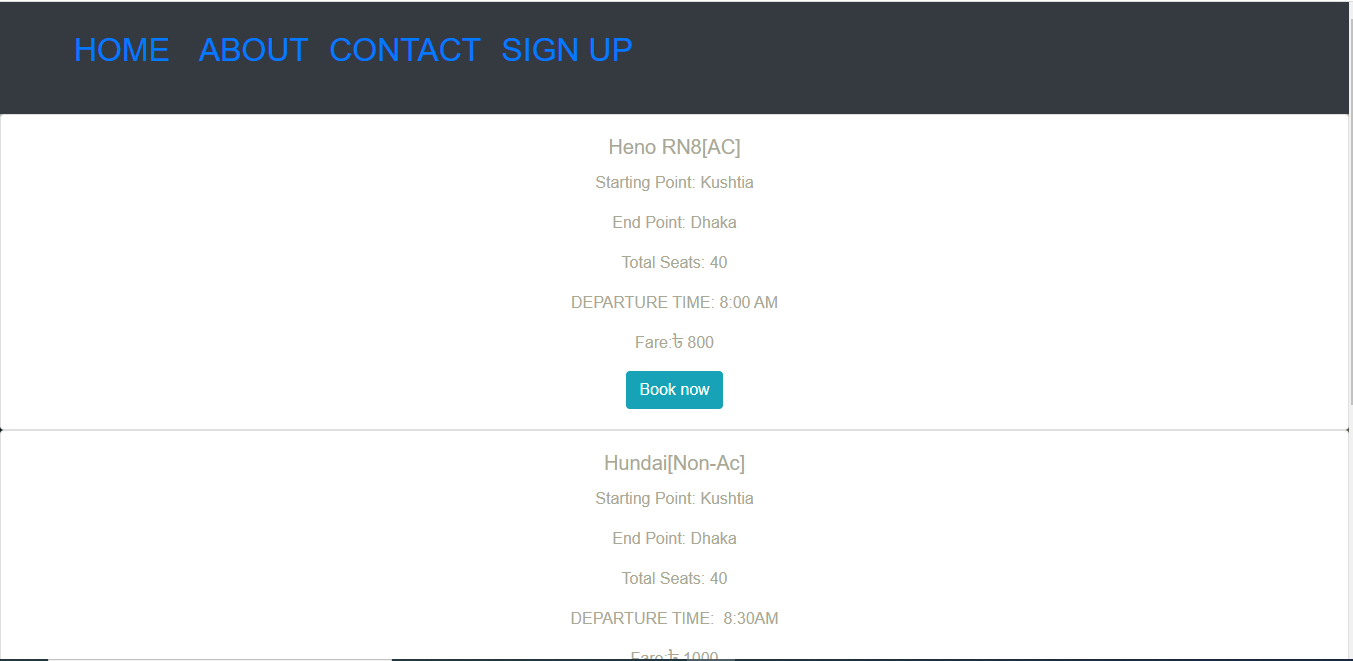 HOME ABOUT CONTACT SIGN UP
Heno RN8[AC]
Starting Point: Kushtia
End Point: Dhaka
Total Seats: 40
DEPARTURE TIME: 8:00 AM
Fare:৳ 800
Book now
Hundai[Non-Ac]
Starting Point: Kushtia
End Point: Dhaka
Total Seats: 40
DEPARTURE TIME:  8:30AM
Fare:৳ 1000